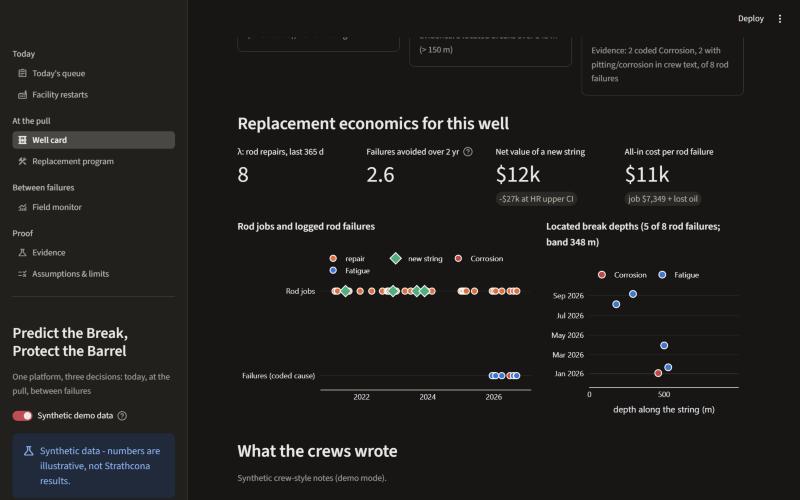 Deploy
Today
Today's queue
Facility restarts
At the pull
Well card
Replacement program
Between failures
Field monitor
Proof
Evidence
Assumptions & limits
Predict the Break,
Protect the Barrel
One platform, three decisions: today, at the
pull, between failures
Synthetic demo data
Synthetic data - numbers are
illustrative, not Strathcona
results.
(> 150 m)
Evidence: 2 coded Corrosion, 2 with
pitting/corrosion in crew text, of 8 rod
failures
Replacement economics for this well
λ: rod repairs, last 365 d
8
Failures avoided over 2 yr
2.6
Net value of a new string
$12k
-$27k at HR upper CI
All-in cost per rod failure
$11k
job $7,349 + lost oil
Rod jobs and logged rod failures
repair
new string
Corrosion
Fatigue
Rod jobs
Failures (coded cause)
2022
2024
2026
Located break depths (5 of 8 rod failures;
band 348 m)
Corrosion
Fatigue
Sep 2026
Jul 2026
May 2026
Mar 2026
Jan 2026
0
500
depth along the string (m)
What the crews wrote
Synthetic crew-style notes (demo mode).